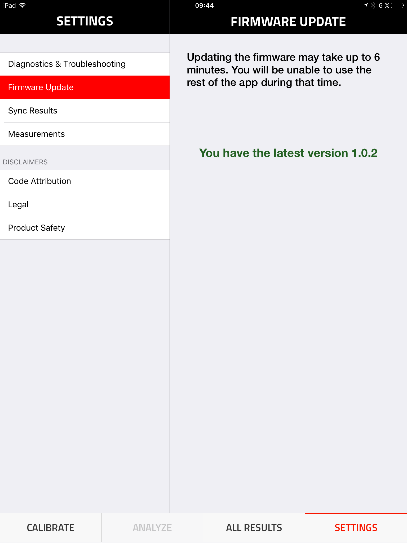 Pad
09:44
SETTINGS
FIRMWARE UPDATE
Diagnostics & Troubleshooting
Firmware Update
Sync Results
Measurements
DISCLAIMERS
Code Attribution
Legal
Product Safety
Updating the firmware may take up to 6
minutes. You will be unable to use the
rest of the app during that time.
You have the latest version 1.0.2
CALIBRATE
ANALYZE
ALL RESULTS
SETTINGS